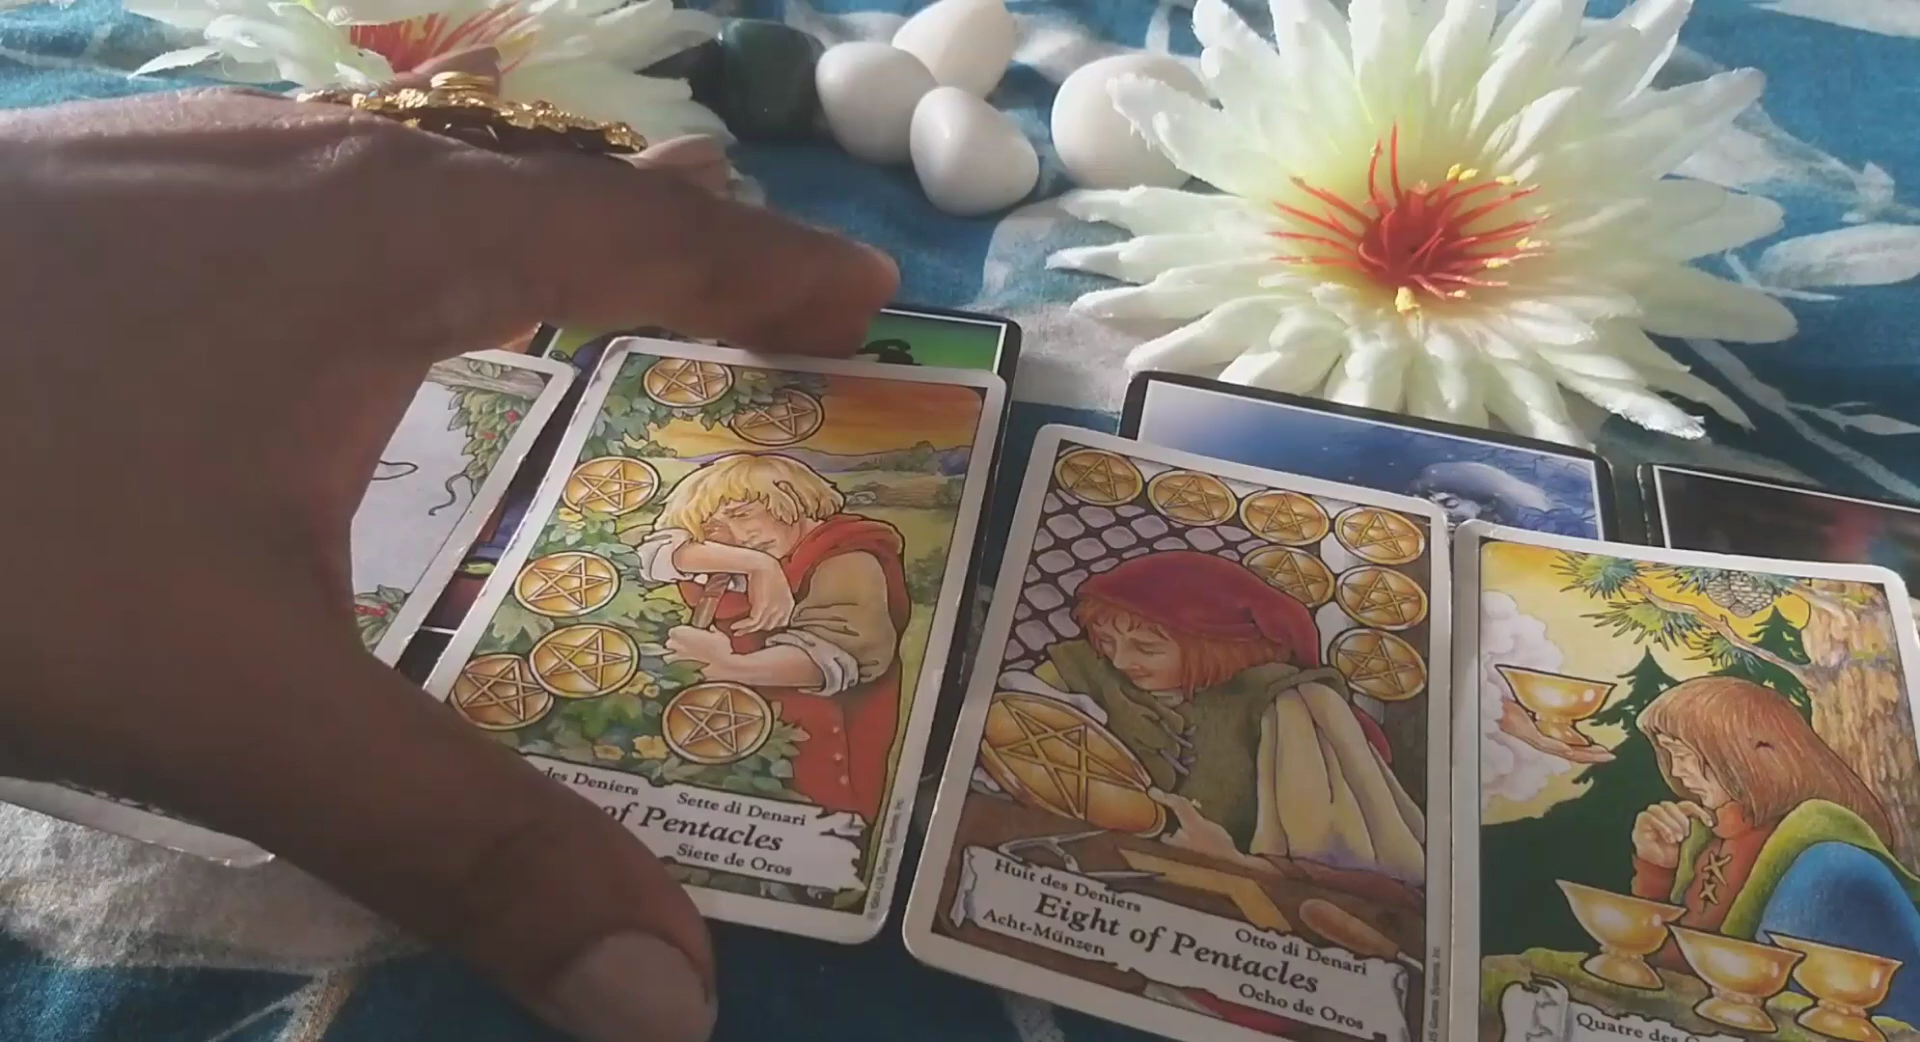 des Deniers
Sette di Denari
of Pentacles
Siete de Oros
Huit des Deniers
Eight of Pentacles
Otto di Denari
Acht-Münzen
Ocho de Oros
Quatre des